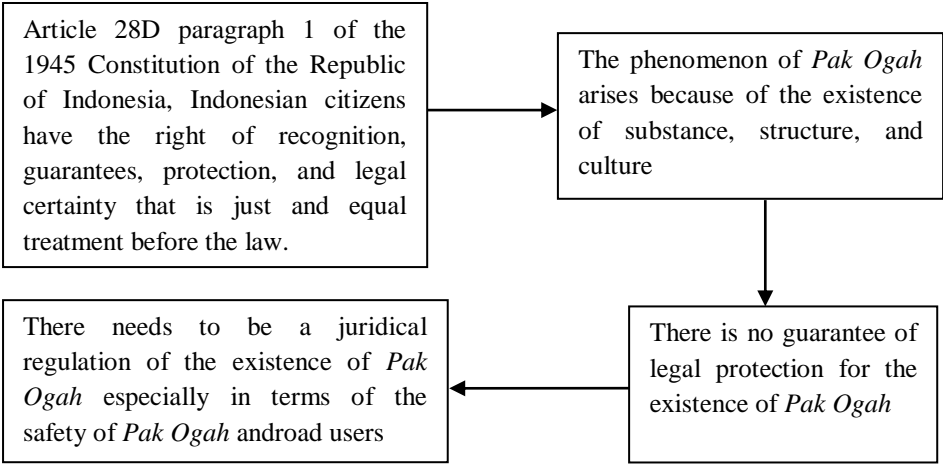 Article 28D paragraph 1 of the
1945 Constitution of the Republic
of Indonesia, Indonesian citizens
have the right of recognition,
guarantees, protection, and legal
certainty that is just and equal
treatment before the law.
The phenomenon of Pak Ogah
arises because of the existence
of substance, structure, and
culture
There is no guarantee of
legal protection for the
existence of Pak Ogah
There needs to be a juridical
regulation of the existence of Pak
Ogah especially in terms of the
safety of Pak Ogah androad users